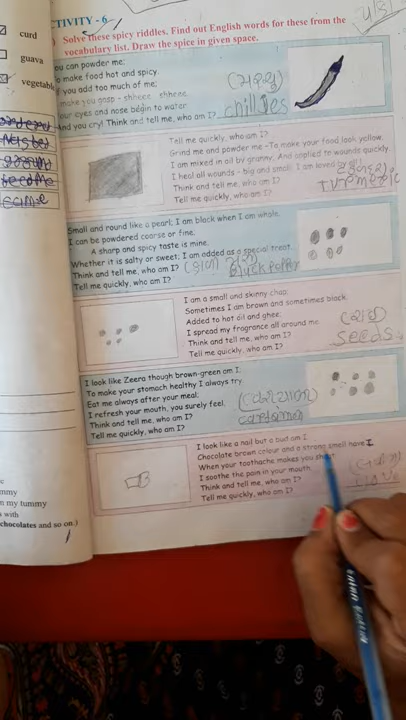 curd
guava
vegetable
TIVITY - 6
Solve these spicy riddles. Find out English words for these from the
vocabulary list. Draw the spice in given space.
ou can powder me;
o make food hot and spicy
f you add too much of me;
make you gasp - shheee shheee
our eyes and nose begin to water
And you cry! Think and tell, me, who am I? chillies
Tell me quickly, who am I?
Grind me and powder me -To make your food look yellow.
I am mixed in oil by granny. And applied to wounds quickly.
I heal all wounds - big and small; I am loved by all
Think and tell me, who am I?
Tell me quickly, who am I?
Small and round like a pearl; I am black when I am whole.
I can be powdered coarse or fine;
A sharp and spicy taste is mine.
Whether it is salty or sweet; I am added as a special treat.
Think and tell me, who am I?
Tell me quickly, who am I?
I am a small and skinny chap;
Sometimes I am brown and sometimes black.
Added to hot oil and ghee;
I spread my fragrance all around me.
Think and tell me, who am I?
Tell me quickly, who am I?
seeds
I look like Zeera though brown-green am I.
To make your stomach healthy I always try
Eat me always after your meal;
I refresh your mouth, you surely feel.
Think and tell me, who am I?
Tell me quickly, who am I?
I look like a nail but a bud am I
Chocolate brown colour and a strong smell have I.
When your toothache makes you
I soothe the pain in your mouth.
Think and tell me, who am I?
Tell me quickly, who am I?
mmy
n my tummy
with
chocolates and so on.)